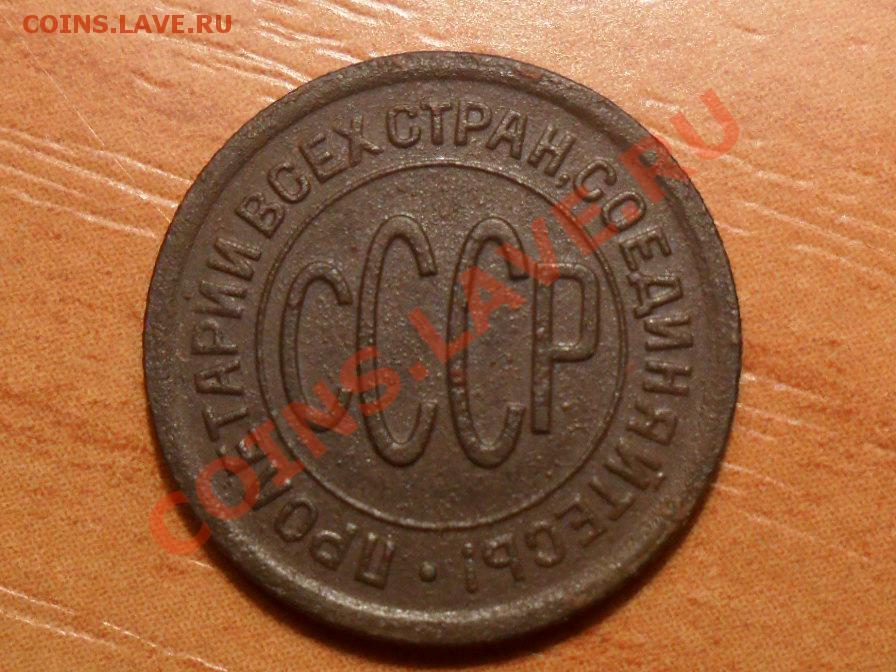 COINS.LAVE.RU
ПРОЛЕТАРИИ ВСЕХ СТРАН, СОЕДИНЯЙТЕСЬ! •
СССР
COINS.LAVE.RU